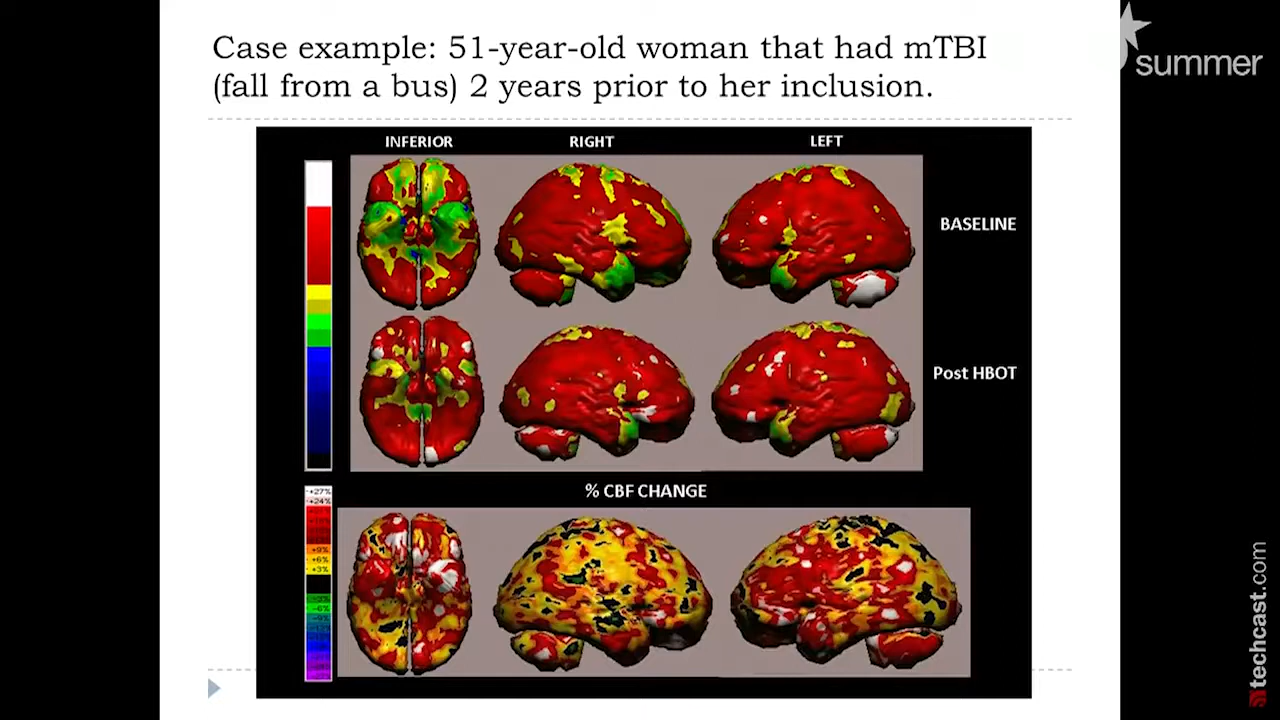 Case example: 51-year-old woman that had mTBI
(fall from a bus) 2 years prior to her inclusion.
summer
INFERIOR
RIGHT
LEFT
BASELINE
Post HBOT
% CBF CHANGE
+27%
+24%
+9%
+6%
+3%
-6%
techcast.com